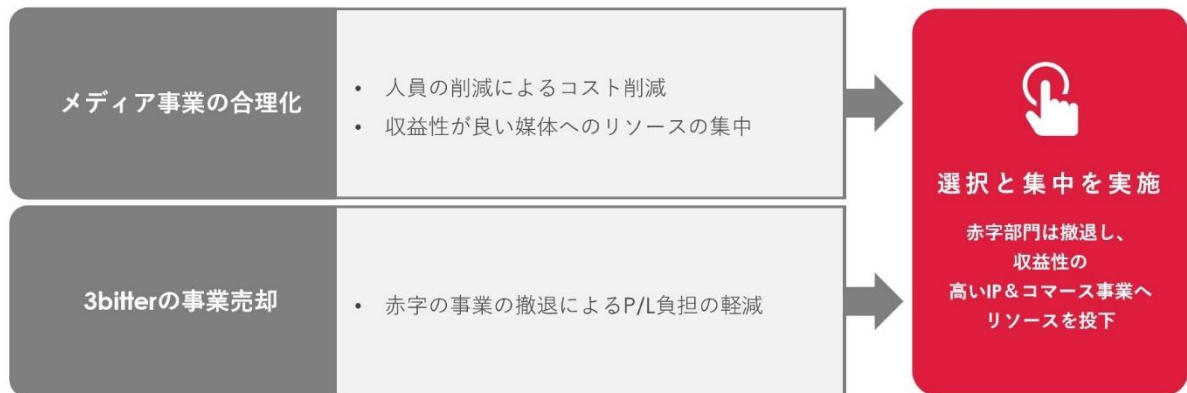 メディア事業の合理化
• 人員の削減によるコスト削減
• 収益性が良い媒体へのリソースの集中
3bitterの事業売却
• 赤字の事業の撤退によるP/L負担の軽減
選択と集中を実施
赤字部門は撤退し、
収益性の
高いIP＆コマース事業へ
リソースを投下